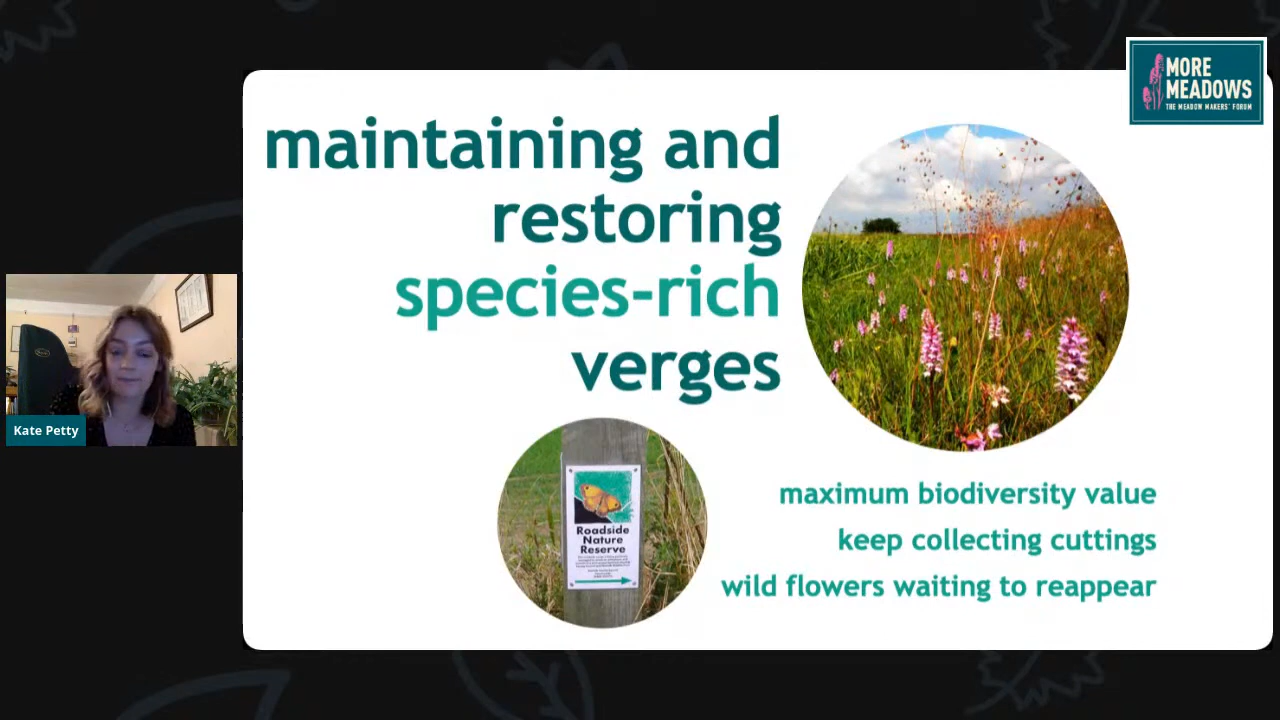 MORE
MEADOWS
THE MEADOW MAKERS' FORUM
maintaining and
restoring
species-rich
verges
Kate Petty
Roadside
Nature
Reserve
maximum biodiversity value
keep collecting cuttings
wild flowers waiting to reappear